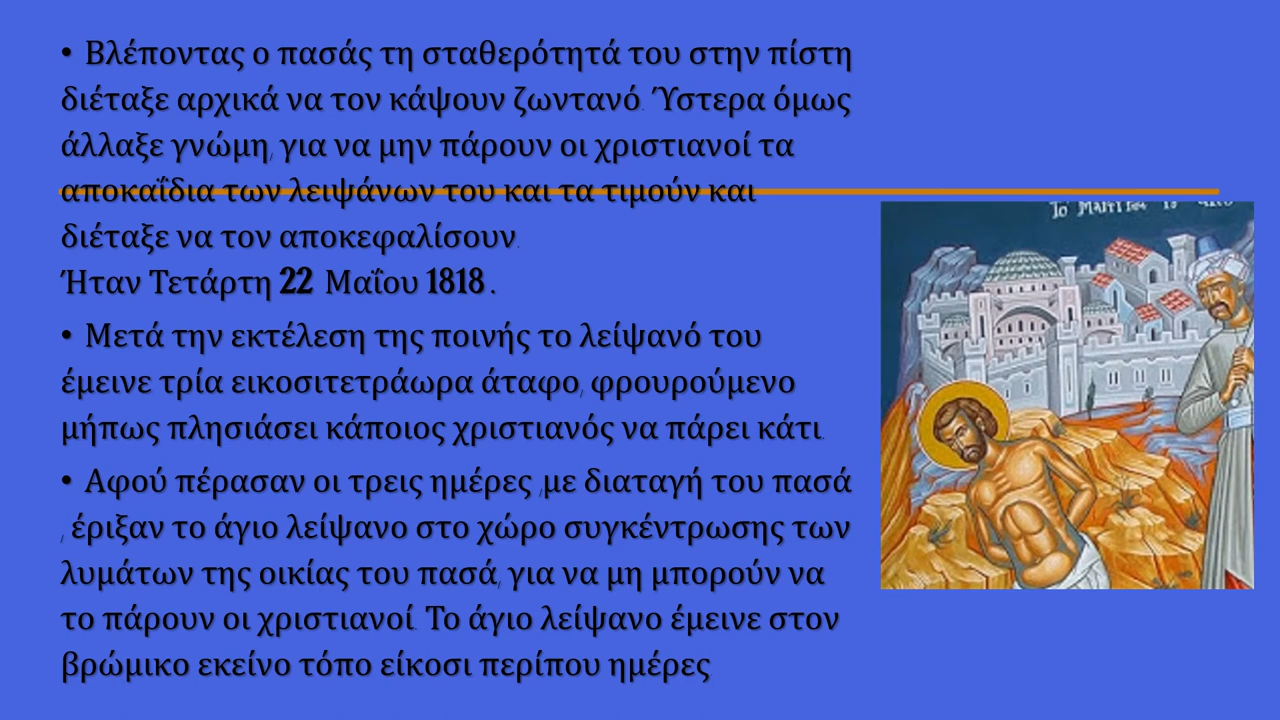 • Βλέποντας ο πασάς τη σταθερότητά του στην πίστη
διέταξε αρχικά να τον κάψουν ζωντανό. Ύστερα όμως
άλλαξε γνώμη, για να μην πάρουν οι χριστιανοί τα
αποκαΐδια των λειψάνων του και τα τιμούν και
διέταξε να τον αποκεφαλίσουν.
Ήταν Τετάρτη 22 Μαΐου 1818 .
• Μετά την εκτέλεση της ποινής το λείψανό του
έμεινε τρία εικοσιτετράωρα άταφο, φρουρούμενο
μήπως πλησιάσει κάποιος χριστιανός να πάρει κάτι.
• Αφού πέρασαν οι τρεις ημέρες ,με διαταγή του πασά
, έριξαν το άγιο λείψανο στο χώρο συγκέντρωσης των
λυμάτων της οικίας του πασά, για να μη μπορούν να
το πάρουν οι χριστιανοί. Το άγιο λείψανο έμεινε στον
βρώμικο εκείνο τόπο είκοσι περίπου ημέρες